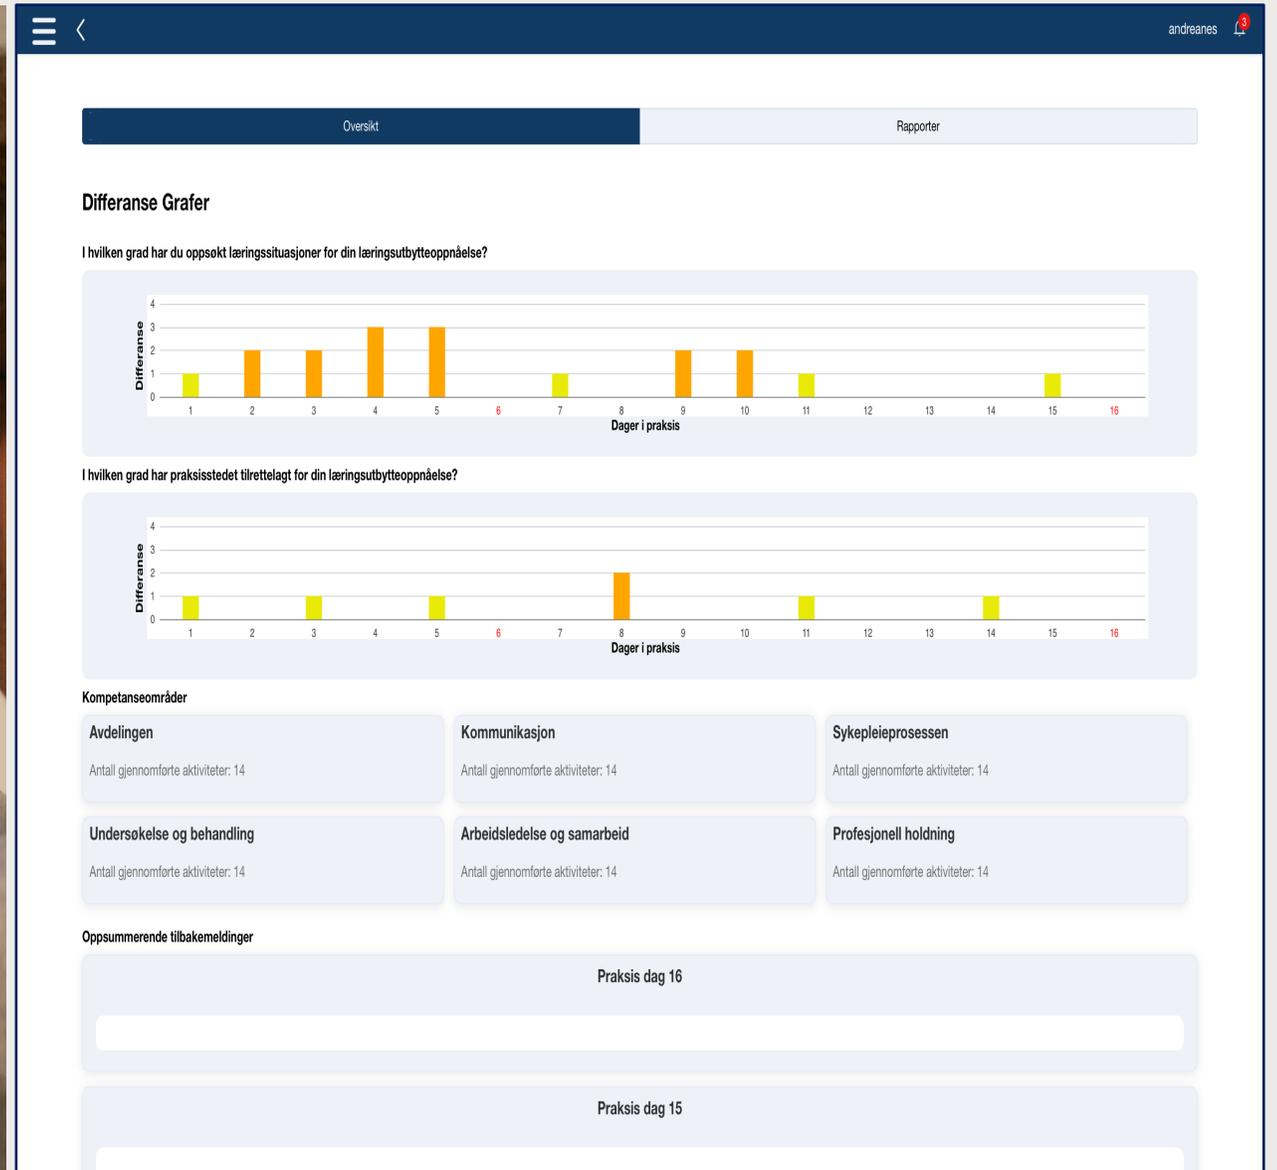 andreanes
3
Oversikt
Rapporter
Differanse Grafer
I hvilken grad har du oppsøkt læringssituasjoner for din læringsutbytteoppnåelse?
4
3
2
1
0
Differanse
1 2 3 4 5 6 7 8 9 10 11 12 13 14 15 16
Dager i praksis
I hvilken grad har praksisstedet tilrettelagt for din læringsutbytteoppnåelse?
4
3
2
1
0
Differanse
1 2 3 4 5 6 7 8 9 10 11 12 13 14 15 16
Dager i praksis
Kompetanseområder
Avdelingen
Antall gjennomførte aktiviteter: 14
Kommunikasjon
Antall gjennomførte aktiviteter: 14
Sykepleieprosessen
Antall gjennomførte aktiviteter: 14
Undersøkelse og behandling
Antall gjennomførte aktiviteter: 14
Arbeidsledelse og samarbeid
Antall gjennomførte aktiviteter: 14
Profesjonell holdning
Antall gjennomførte aktiviteter: 14
Oppsummerende tilbakemeldinger
Praksis dag 16
Praksis dag 15